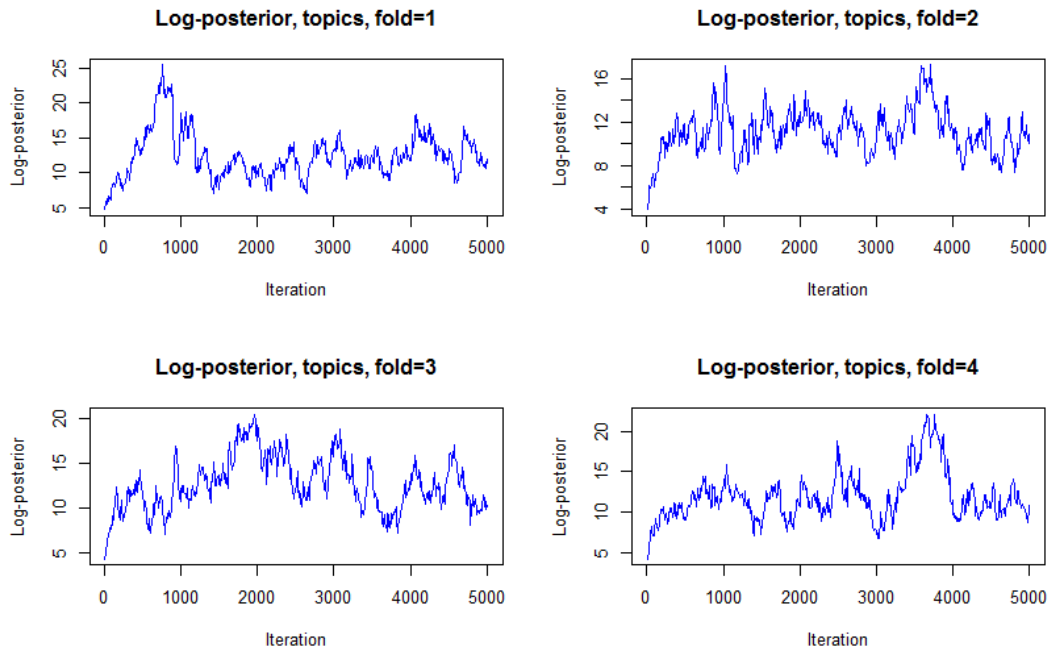 Log-posterior, topics, fold=1
Log-posterior
25
20
15
10
5
0 1000 2000 3000 4000 5000
Iteration
Log-posterior, topics, fold=2
Log-posterior
16
12
8
4
0 1000 2000 3000 4000 5000
Iteration
Log-posterior, topics, fold=3
Log-posterior
20
15
10
5
0 1000 2000 3000 4000 5000
Iteration
Log-posterior, topics, fold=4
Log-posterior
20
15
10
5
0 1000 2000 3000 4000 5000
Iteration